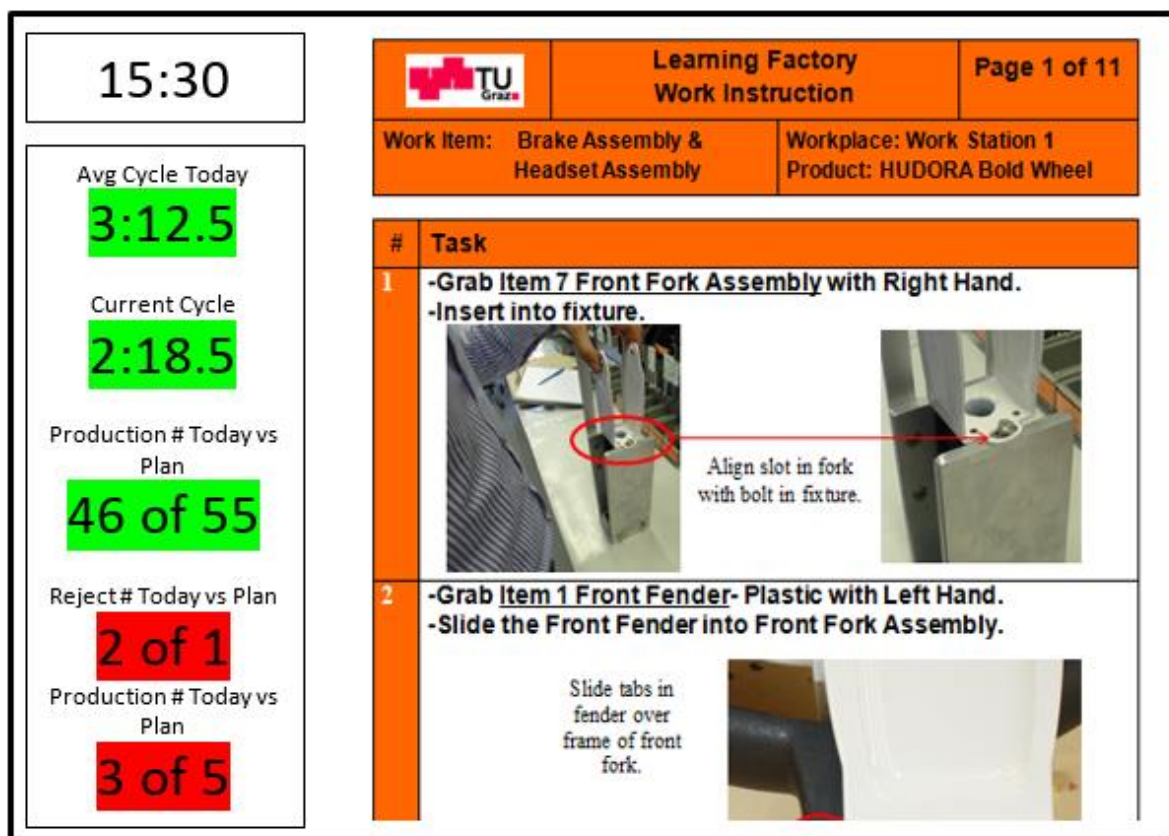 15:30
Avg Cycle Today
3:12.5
Current Cycle
2:18.5
Production # Today vs
Plan
46 of 55
Reject # Today vs Plan
2 of 1
Production # Today vs
Plan
3 of 5
TU
Graz
Learning Factory
Work Instruction
Page 1 of 11
Work Item: Brake Assembly &
Headset Assembly
Workplace: Work Station 1
Product: HUDORA Bold Wheel
# Task
1 -Grab Item 7 Front Fork Assembly with Right Hand.
-Insert into fixture.
Align slot in fork
with bolt in fixture.
2 -Grab Item 1 Front Fender- Plastic with Left Hand.
-Slide the Front Fender into Front Fork Assembly.
Slide tabs in
fender over
frame of front
fork.